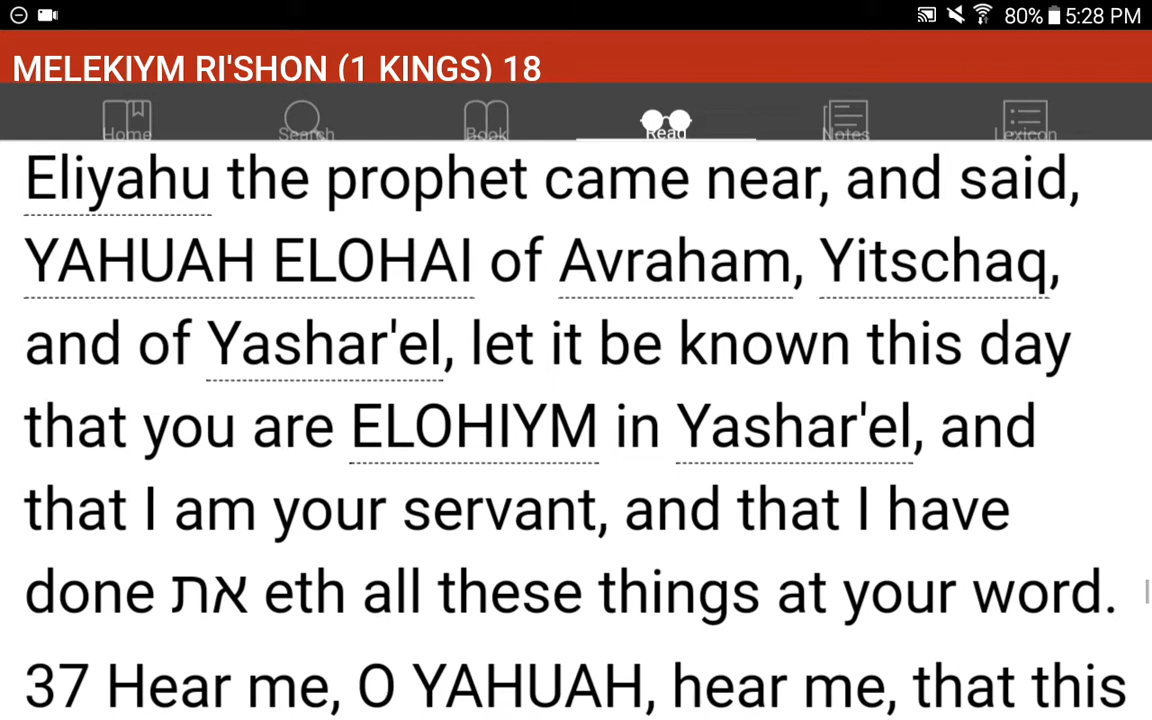 80% 5:28 PM
MELEKIYM RI'SHON (1 KINGS) 18
Home Search Book Read Notes Lexicon
Eliyahu the prophet came near, and said,
YAHUAH ELOHAI of Avraham, Yitschaq,
and of Yashar'el, let it be known this day
that you are ELOHIYM in Yashar'el, and
that I am your servant, and that I have
done את eth all these things at your word.
37 Hear me, O YAHUAH, hear me, that this